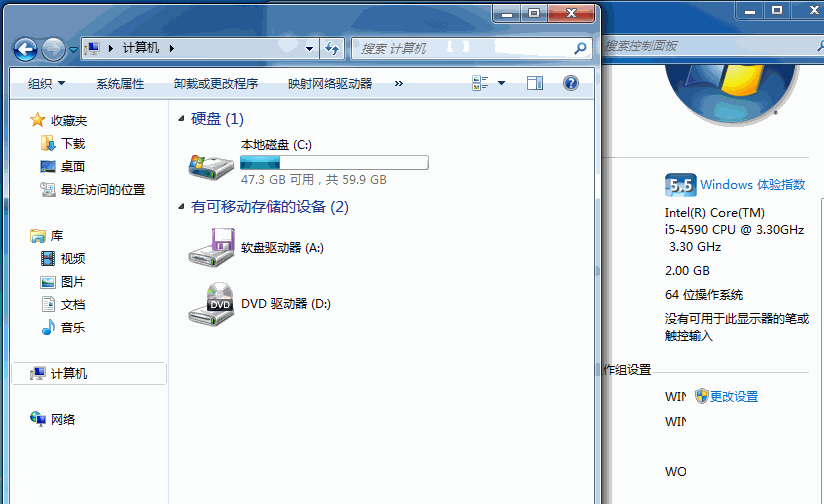 计算机
搜索 计算机
组织
系统属性
卸载或更改程序
映射网络驱动器
»
收藏夹
下载
桌面
最近访问的位置
库
视频
图片
文档
音乐
计算机
网络
硬盘 (1)
本地磁盘 (C:)
47.3 GB 可用，共 59.9 GB
有可移动存储的设备 (2)
软盘驱动器 (A:)
DVD
DVD 驱动器 (D:)
搜索控制面板
5.5 Windows 体验指数
Intel(R) Core(TM)
i5-4590 CPU @ 3.30GHz
3.30 GHz
2.00 GB
64 位操作系统
没有可用于此显示器的笔或
触控输入
作组设置
WIN 更改设置
WIN
WO